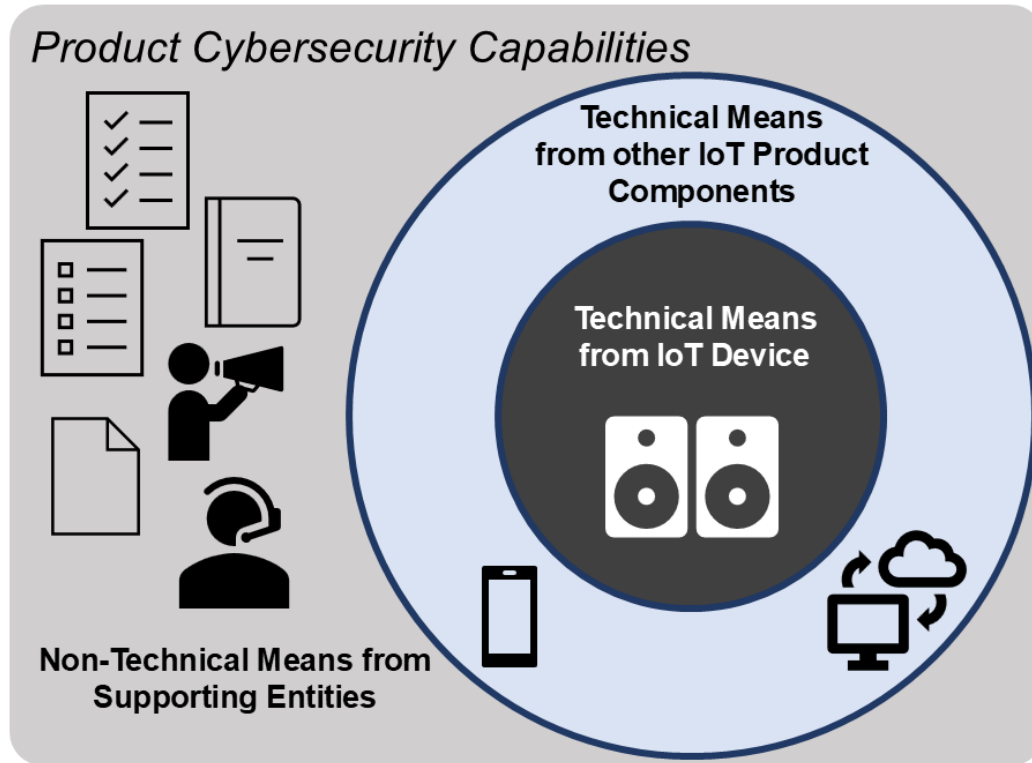 Product Cybersecurity Capabilities
Technical Means
from other IoT Product
Components
Technical Means
from IoT Device
Non-Technical Means from
Supporting Entities